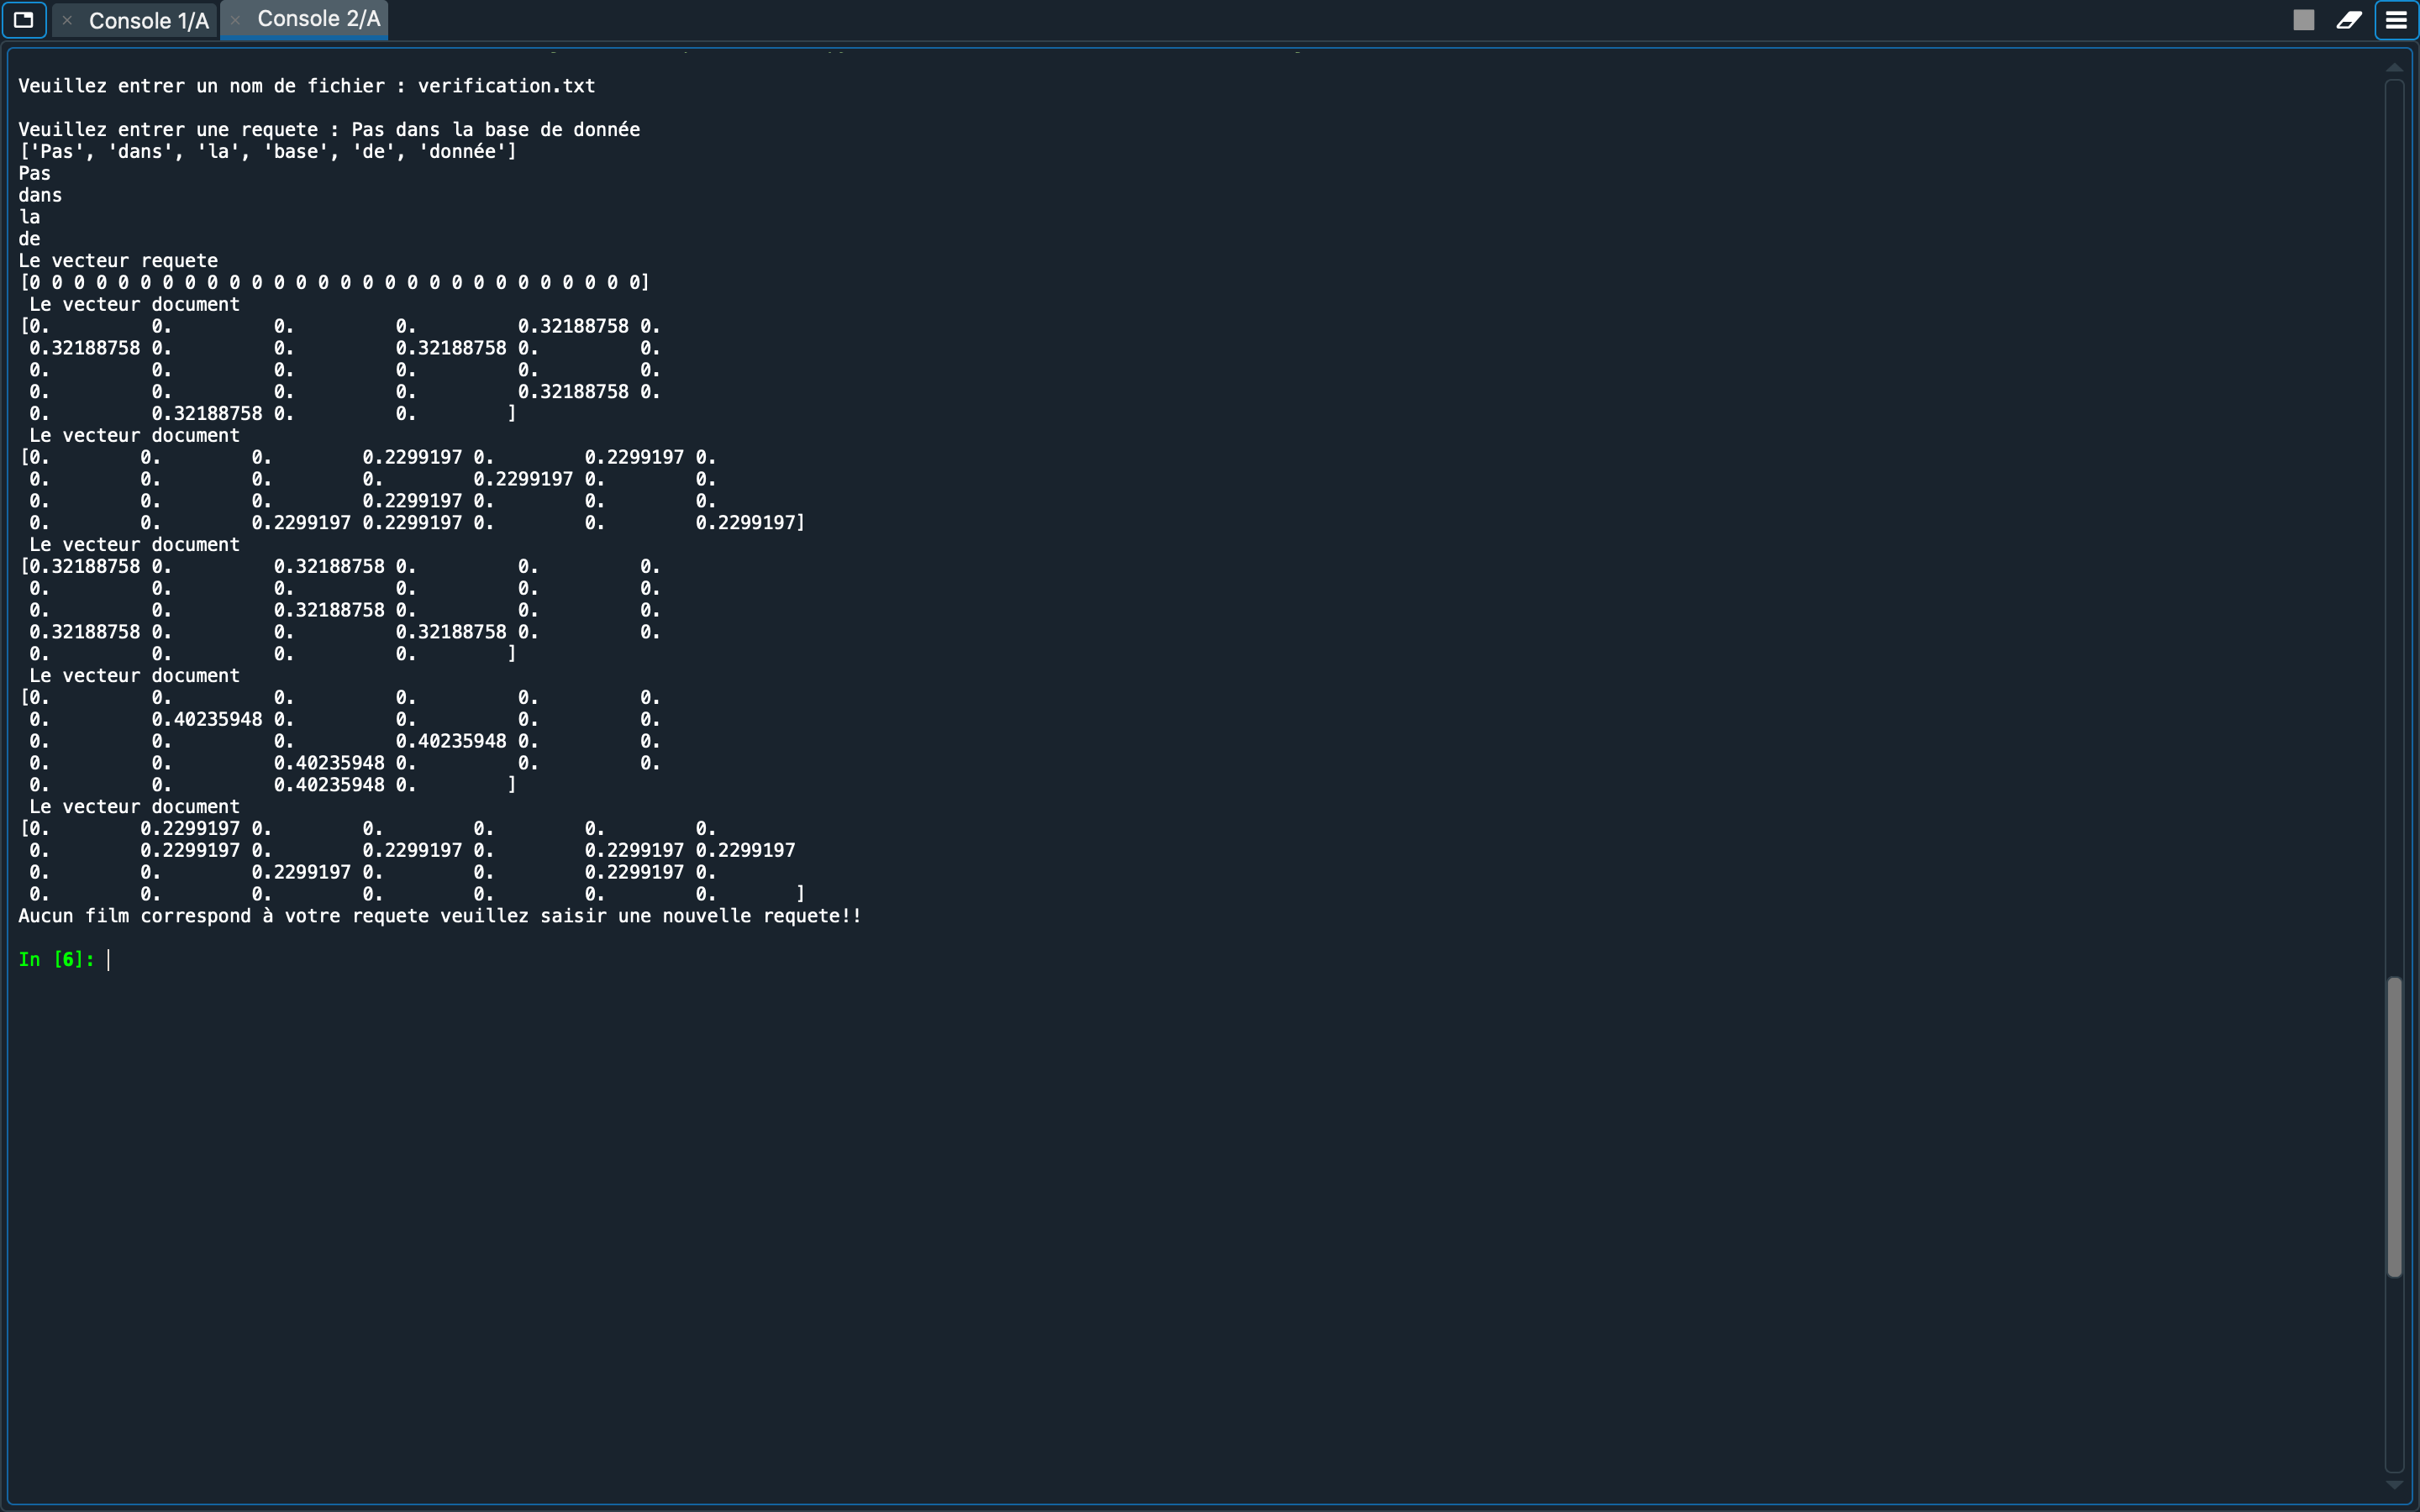 Console 1/A
Console 2/A
Veuillez entrer un nom de fichier : verification.txt
Veuillez entrer une requete : Pas dans la base de donnée
['Pas', 'dans', 'la', 'base', 'de', 'donnée']
Pas
dans
la
de
Le vecteur requete
[0 0 0 0 0 0 0 0 0 0 0 0 0 0 0 0 0 0 0 0 0 0 0 0 0 0 0 0]
Le vecteur document
[0. 0. 0. 0. 0.32188758 0.
0.32188758 0. 0. 0.32188758 0. 0.
0. 0. 0. 0. 0. 0.
0. 0. 0. 0. 0.32188758 0.
0. 0.32188758 0. 0. ]
Le vecteur document
[0. 0. 0. 0.2299197 0. 0.2299197 0.
0. 0. 0. 0. 0.2299197 0. 0.
0. 0. 0. 0.2299197 0. 0. 0.
0. 0. 0.2299197 0.2299197 0. 0. 0.2299197]
Le vecteur document
[0.32188758 0. 0.32188758 0. 0. 0.
0. 0. 0. 0. 0. 0.
0. 0. 0.32188758 0. 0. 0.
0.32188758 0. 0. 0.32188758 0. 0.
0. 0. 0. 0. ]
Le vecteur document
[0. 0. 0. 0. 0. 0.
0. 0.40235948 0. 0. 0. 0.
0. 0. 0. 0.40235948 0. 0.
0. 0. 0.40235948 0. 0. 0.
0. 0. 0.40235948 0. ]
Le vecteur document
[0. 0.2299197 0. 0. 0. 0. 0.
0. 0.2299197 0. 0.2299197 0. 0.2299197 0.2299197
0. 0. 0.2299197 0. 0. 0.2299197 0.
0. 0. 0. 0. 0. 0. 0. ]
Aucun film correspond à votre requete veuillez saisir une nouvelle requete!!
In [6]: